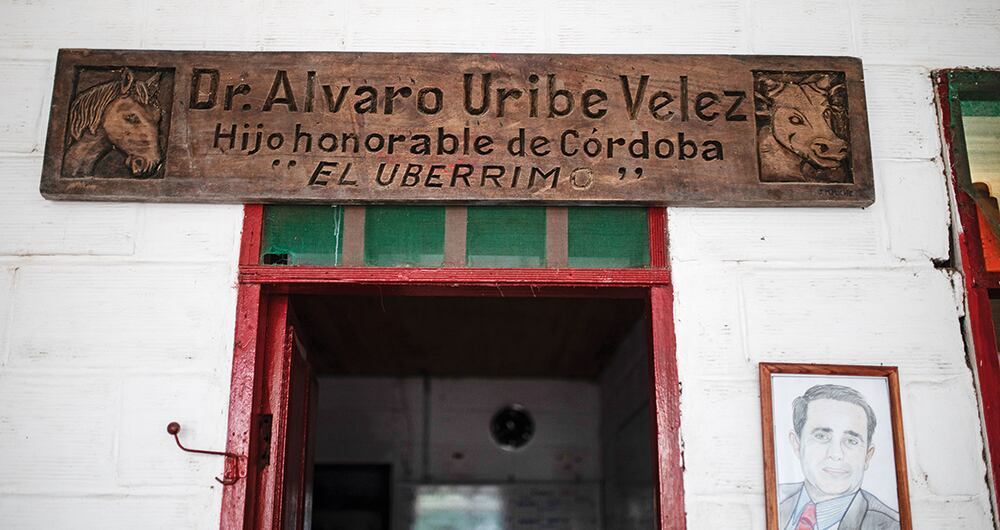 Dr. Alvaro Uribe Velez
Hijo honorable de Córdoba
"EL UBERRIMO"